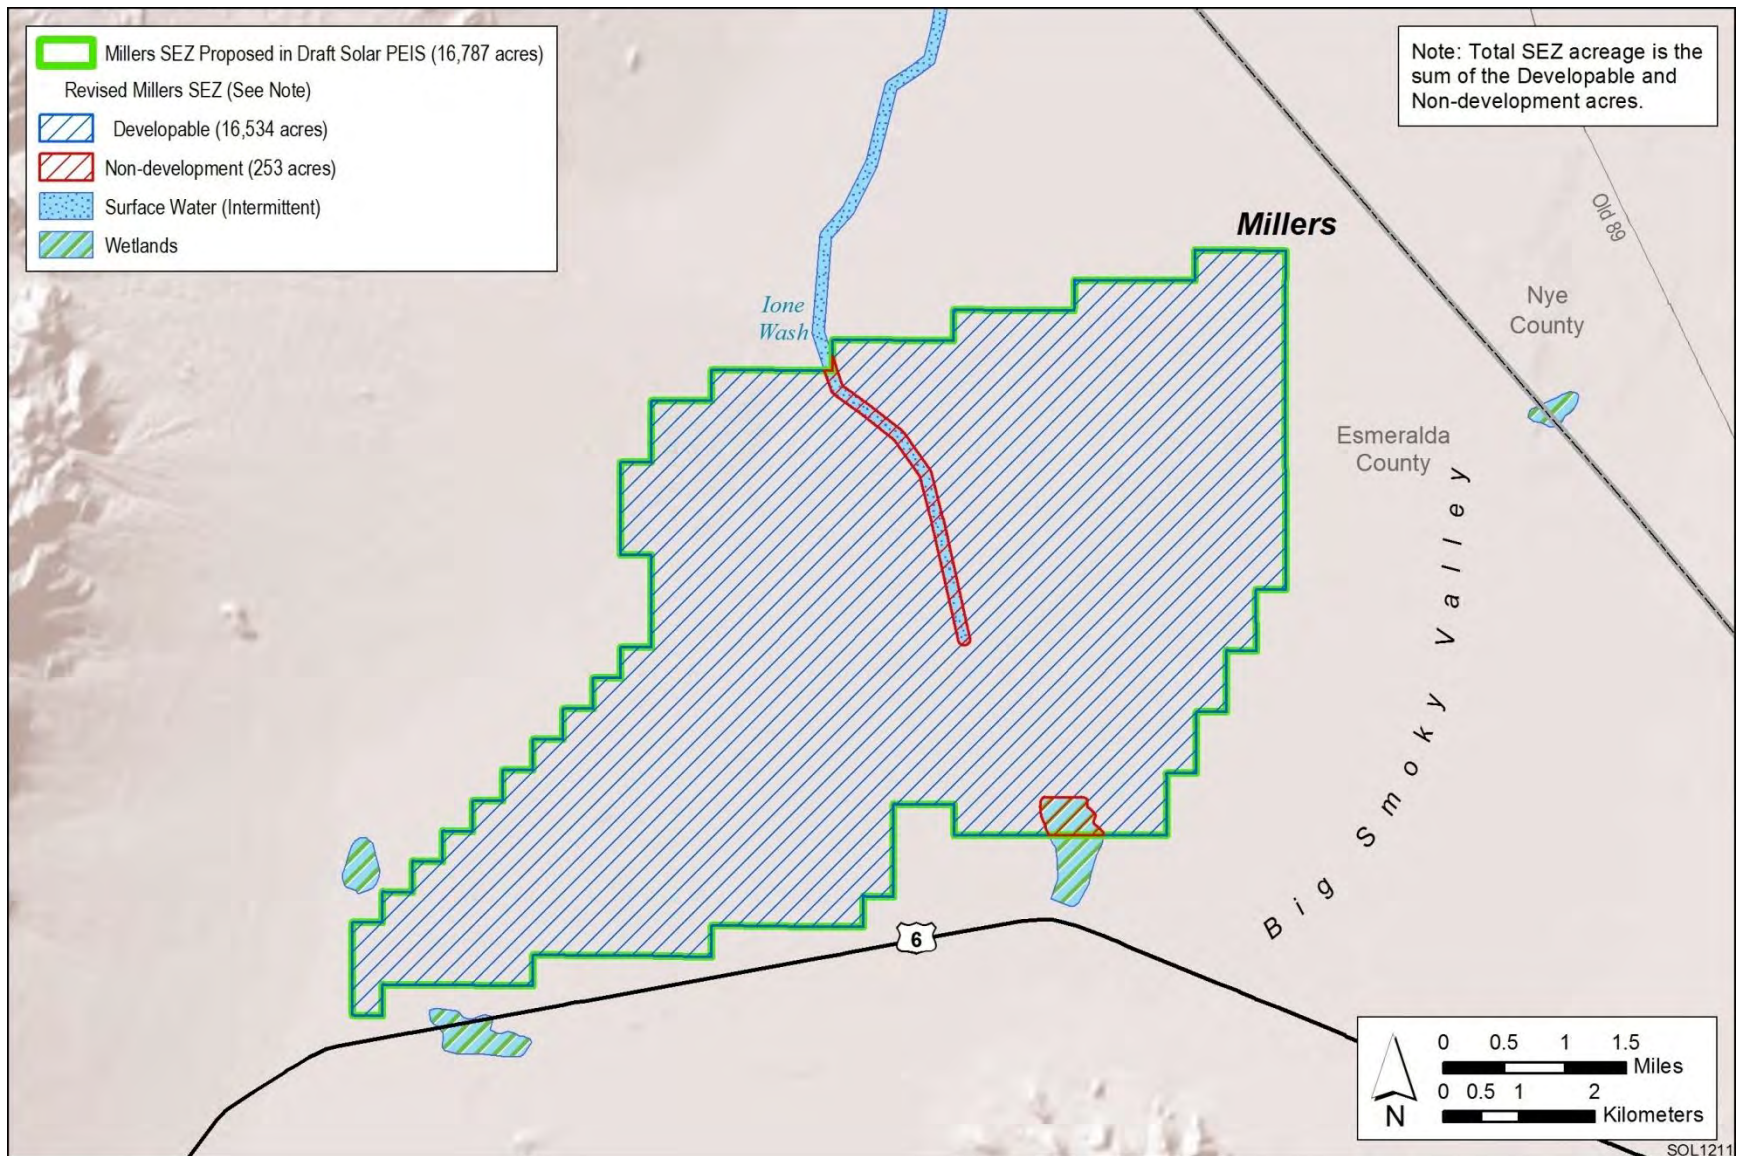 Millers SEZ Proposed in Draft Solar PEIS (16,787 acres)
Revised Millers SEZ (See Note)
Developable (16,534 acres)
Non-development (253 acres)
Surface Water (Intermittent)
Wetlands
Note: Total SEZ acreage is the
sum of the Developable and
Non-development acres.
Old 89
Millers
Ione
Wash
Nye
County
Esmeralda
County
Big Smoky Valley
6
0 0.5 1 1.5
Miles
0 0.5 1 2
Kilometers
N
SOL1211